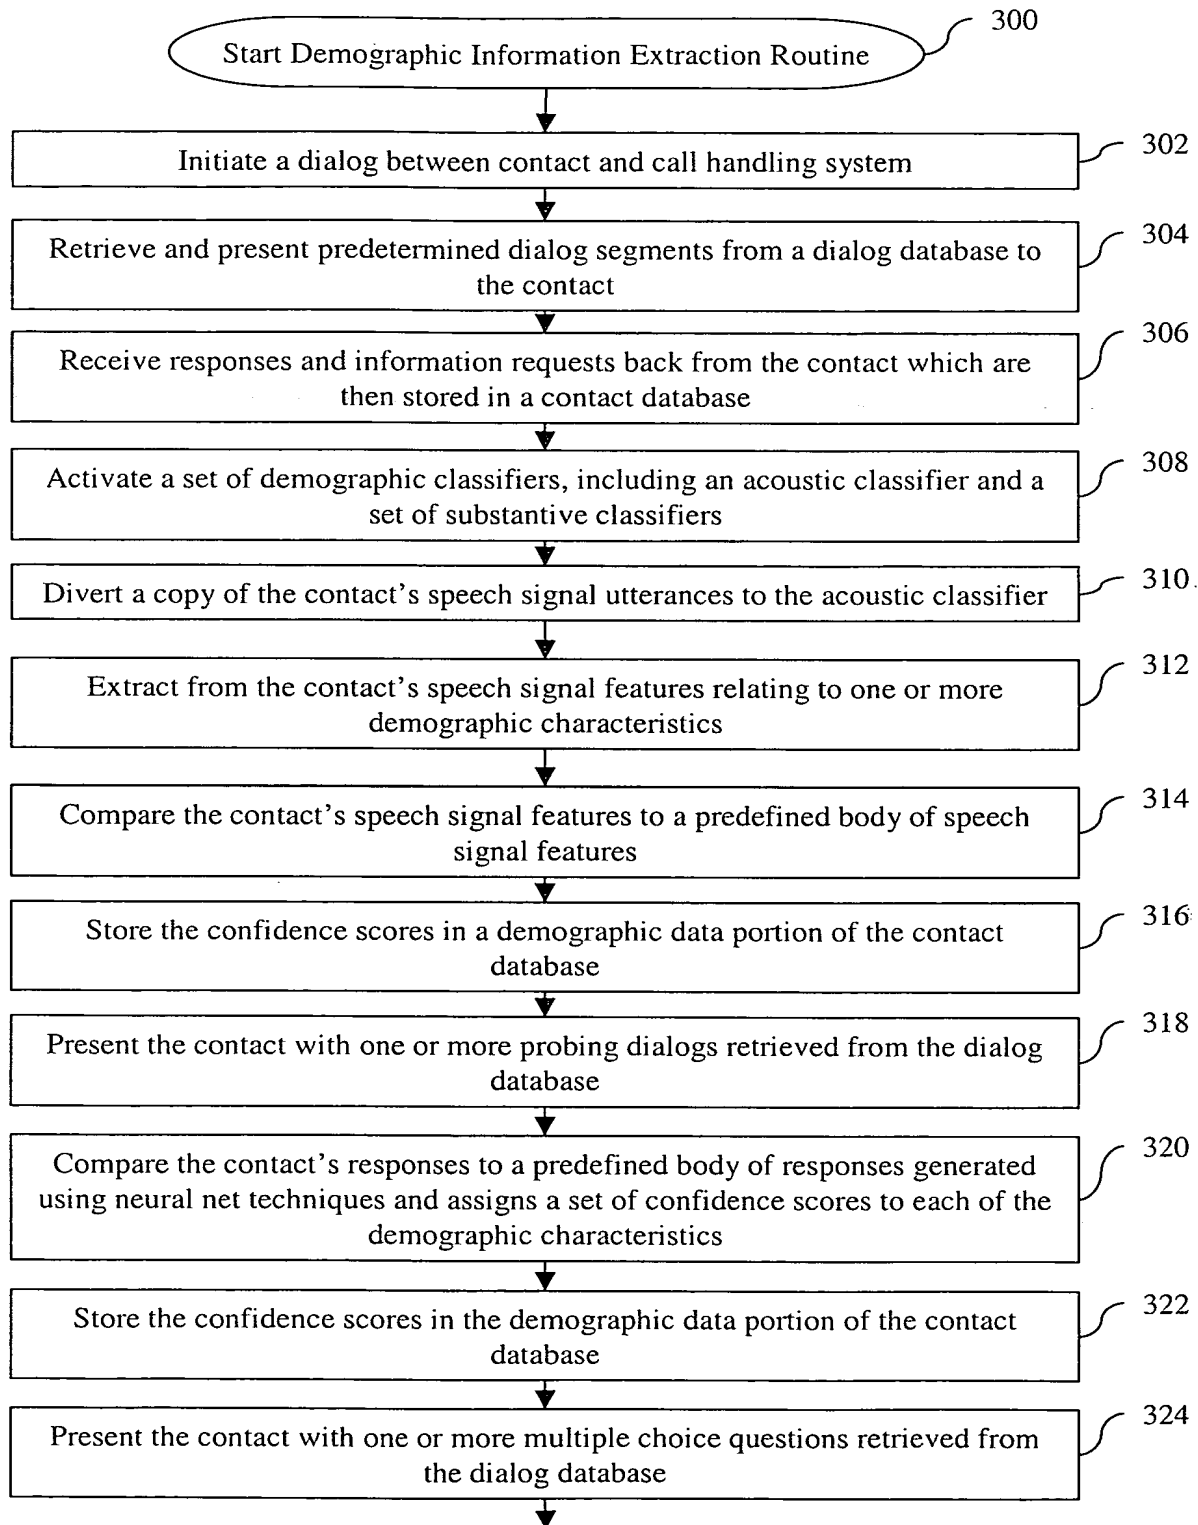 300
Start Demographic Information Extraction Routine
302
Initiate a dialog between contact and call handling system
304
Retrieve and present predetermined dialog segments from a dialog database to
the contact
306
Receive responses and information requests back from the contact which are
then stored in a contact database
308
Activate a set of demographic classifiers, including an acoustic classifier and a
set of substantive classifiers
310
Divert a copy of the contact's speech signal utterances to the acoustic classifier
312
Extract from the contact's speech signal features relating to one or more
demographic characteristics
314
Compare the contact's speech signal features to a predefined body of speech
signal features
316
Store the confidence scores in a demographic data portion of the contact
database
318
Present the contact with one or more probing dialogs retrieved from the dialog
database
320
Compare the contact's responses to a predefined body of responses generated
using neural net techniques and assigns a set of confidence scores to each of the
demographic characteristics
322
Store the confidence scores in the demographic data portion of the contact
database
324
Present the contact with one or more multiple choice questions retrieved from
the dialog database